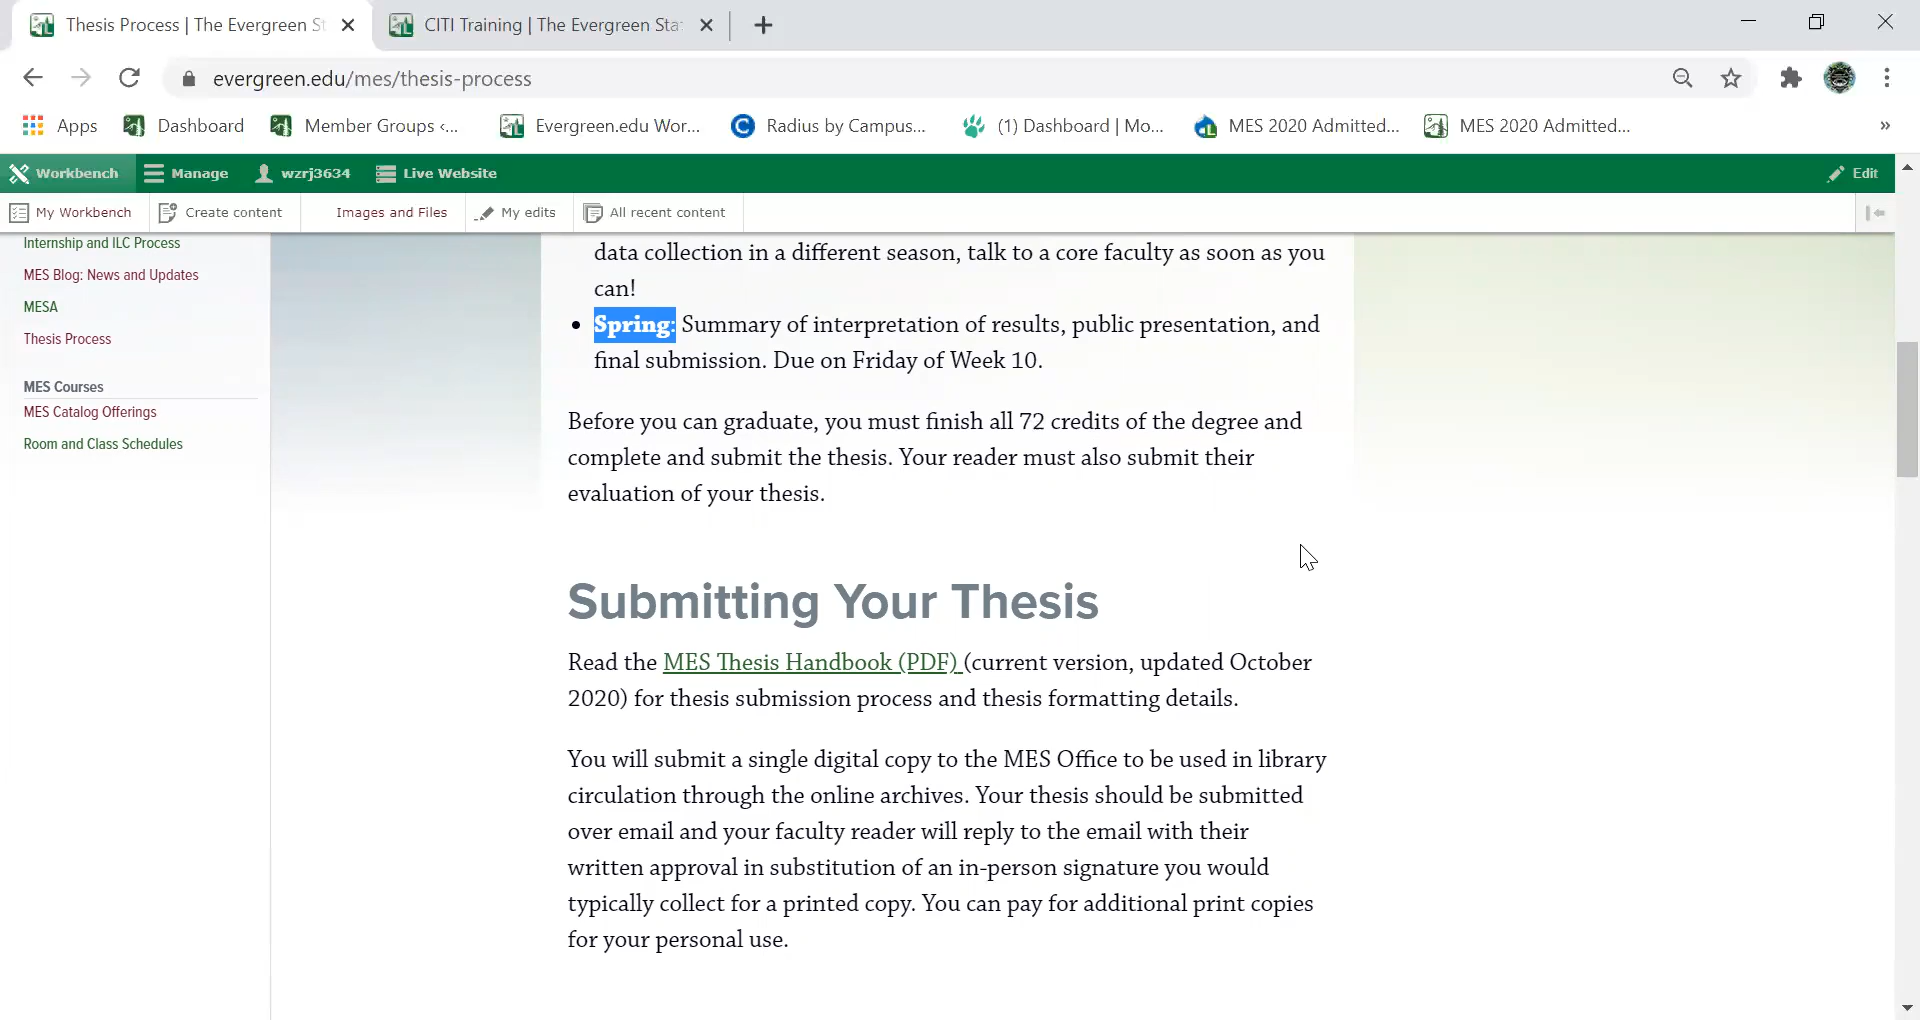 Thesis Process | The Evergreen St
CITI Training | The Evergreen Sta
evergreen.edu/mes/thesis-process
Apps
Dashboard
Member Groups ‹...
Evergreen.edu Wor...
Radius by Campus...
(1) Dashboard | Mo...
MES 2020 Admitted...
MES 2020 Admitted...
»
Workbench
Manage
wzrj3634
Live Website
Edit
My Workbench
Create content
Images and Files
My edits
All recent content
Internship and ILC Process
MES Blog: News and Updates
MESA
Thesis Process
MES Courses
MES Catalog Offerings
Room and Class Schedules
data collection in a different season, talk to a core faculty as soon as you
can!
• Spring: Summary of interpretation of results, public presentation, and
final submission. Due on Friday of Week 10.
Before you can graduate, you must finish all 72 credits of the degree and
complete and submit the thesis. Your reader must also submit their
evaluation of your thesis.
Submitting Your Thesis
Read the MES Thesis Handbook (PDF) (current version, updated October
2020) for thesis submission process and thesis formatting details.
You will submit a single digital copy to the MES Office to be used in library
circulation through the online archives. Your thesis should be submitted
over email and your faculty reader will reply to the email with their
written approval in substitution of an in-person signature you would
typically collect for a printed copy. You can pay for additional print copies
for your personal use.